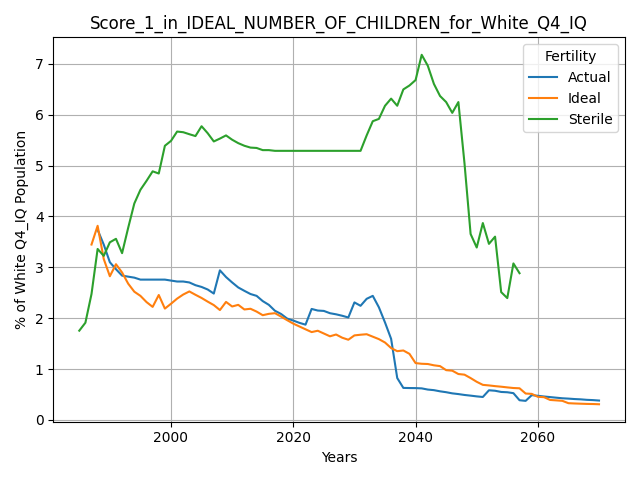 Score_1_in_IDEAL_NUMBER_OF_CHILDREN_for_White_Q4_IQ
Fertility
Actual
Ideal
Sterile
% of White Q4_IQ Population
7
6
5
4
3
2
1
0
2000
2020
2040
2060
Years